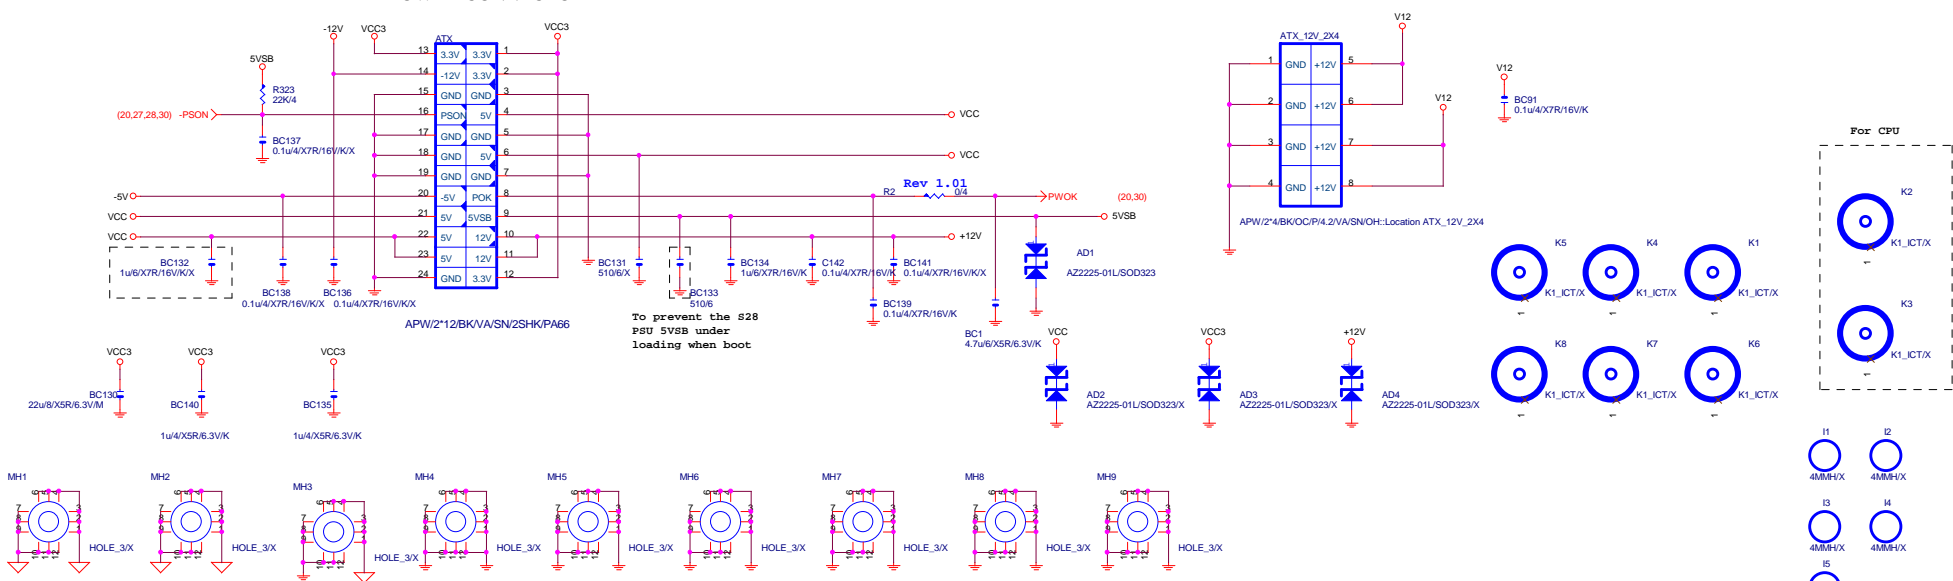 -12V
VCC3
ATX
VCC3
5VSB
R323
22K/4
(20,27,28,30) -PSON
BC137
0.1u/4/X7R/16V/K/X
13 3.3V 3.3V 1
14 -12V 3.3V 2
15 GND GND 3
16 PSON 5V 4
17 GND GND 5
18 GND 5V 6
19 GND GND 7
20 -5V POK 8
21 5V 5VSB 9
22 5V 12V 10
23 5V 12V 11
24 GND 3.3V 12
VCC
VCC
-5V
VCC
VCC
Rev 1.01
R2 0/4
PWOK (20,30)
5VSB
+12V
BC132
1u/6/X7R/16V/K/X
BC138
0.1u/4/X7R/16V/K/X
BC136
0.1u/4/X7R/16V/K/X
APW/2*12/BK/VA/SN/2SHK/PA66
BC131
510/6/X
BC133
510/6
BC134
1u/6/X7R/16V/K
C142
0.1u/4/X7R/16V/K
BC141
0.1u/4/X7R/16V/K/X
AD1
AZ2225-01L/SOD323
BC139
0.1u/4/X7R/16V/K
BC1
4.7u/6/X5R/6.3V/K
To prevent the S28
PSU 5VSB under
loading when boot
V12
ATX_12V_2X4
1 GND +12V 5
2 GND +12V 6
3 GND +12V 7
4 GND +12V 8
V12
APW/2*4/BK/OC/P/4.2/VA/SN/OH::Location ATX_12V_2X4
V12
BC91
0.1u/4/X7R/16V/K
For CPU
K2
K1_ICT/X
1
K3
K1_ICT/X
1
K5
K1_ICT/X
1
K4
K1_ICT/X
1
K1
K1_ICT/X
1
K8
K1_ICT/X
1
K7
K1_ICT/X
1
K6
K1_ICT/X
1
VCC3
BC130
22u/8/X5R/6.3V/M
VCC3
BC140
1u/4/X5R/6.3V/K
VCC3
BC135
1u/4/X5R/6.3V/K
VCC
AD2
AZ2225-01L/SOD323/X
VCC3
AD3
AZ2225-01L/SOD323/X
+12V
AD4
AZ2225-01L/SOD323/X
I1
4MMH/X
I2
4MMH/X
I3
4MMH/X
I4
4MMH/X
I5
MH1
HOLE_3/X
MH2
HOLE_3/X
MH3
HOLE_3/X
MH4
HOLE_3/X
MH5
HOLE_3/X
MH6
HOLE_3/X
MH7
HOLE_3/X
MH8
HOLE_3/X
MH9
HOLE_3/X